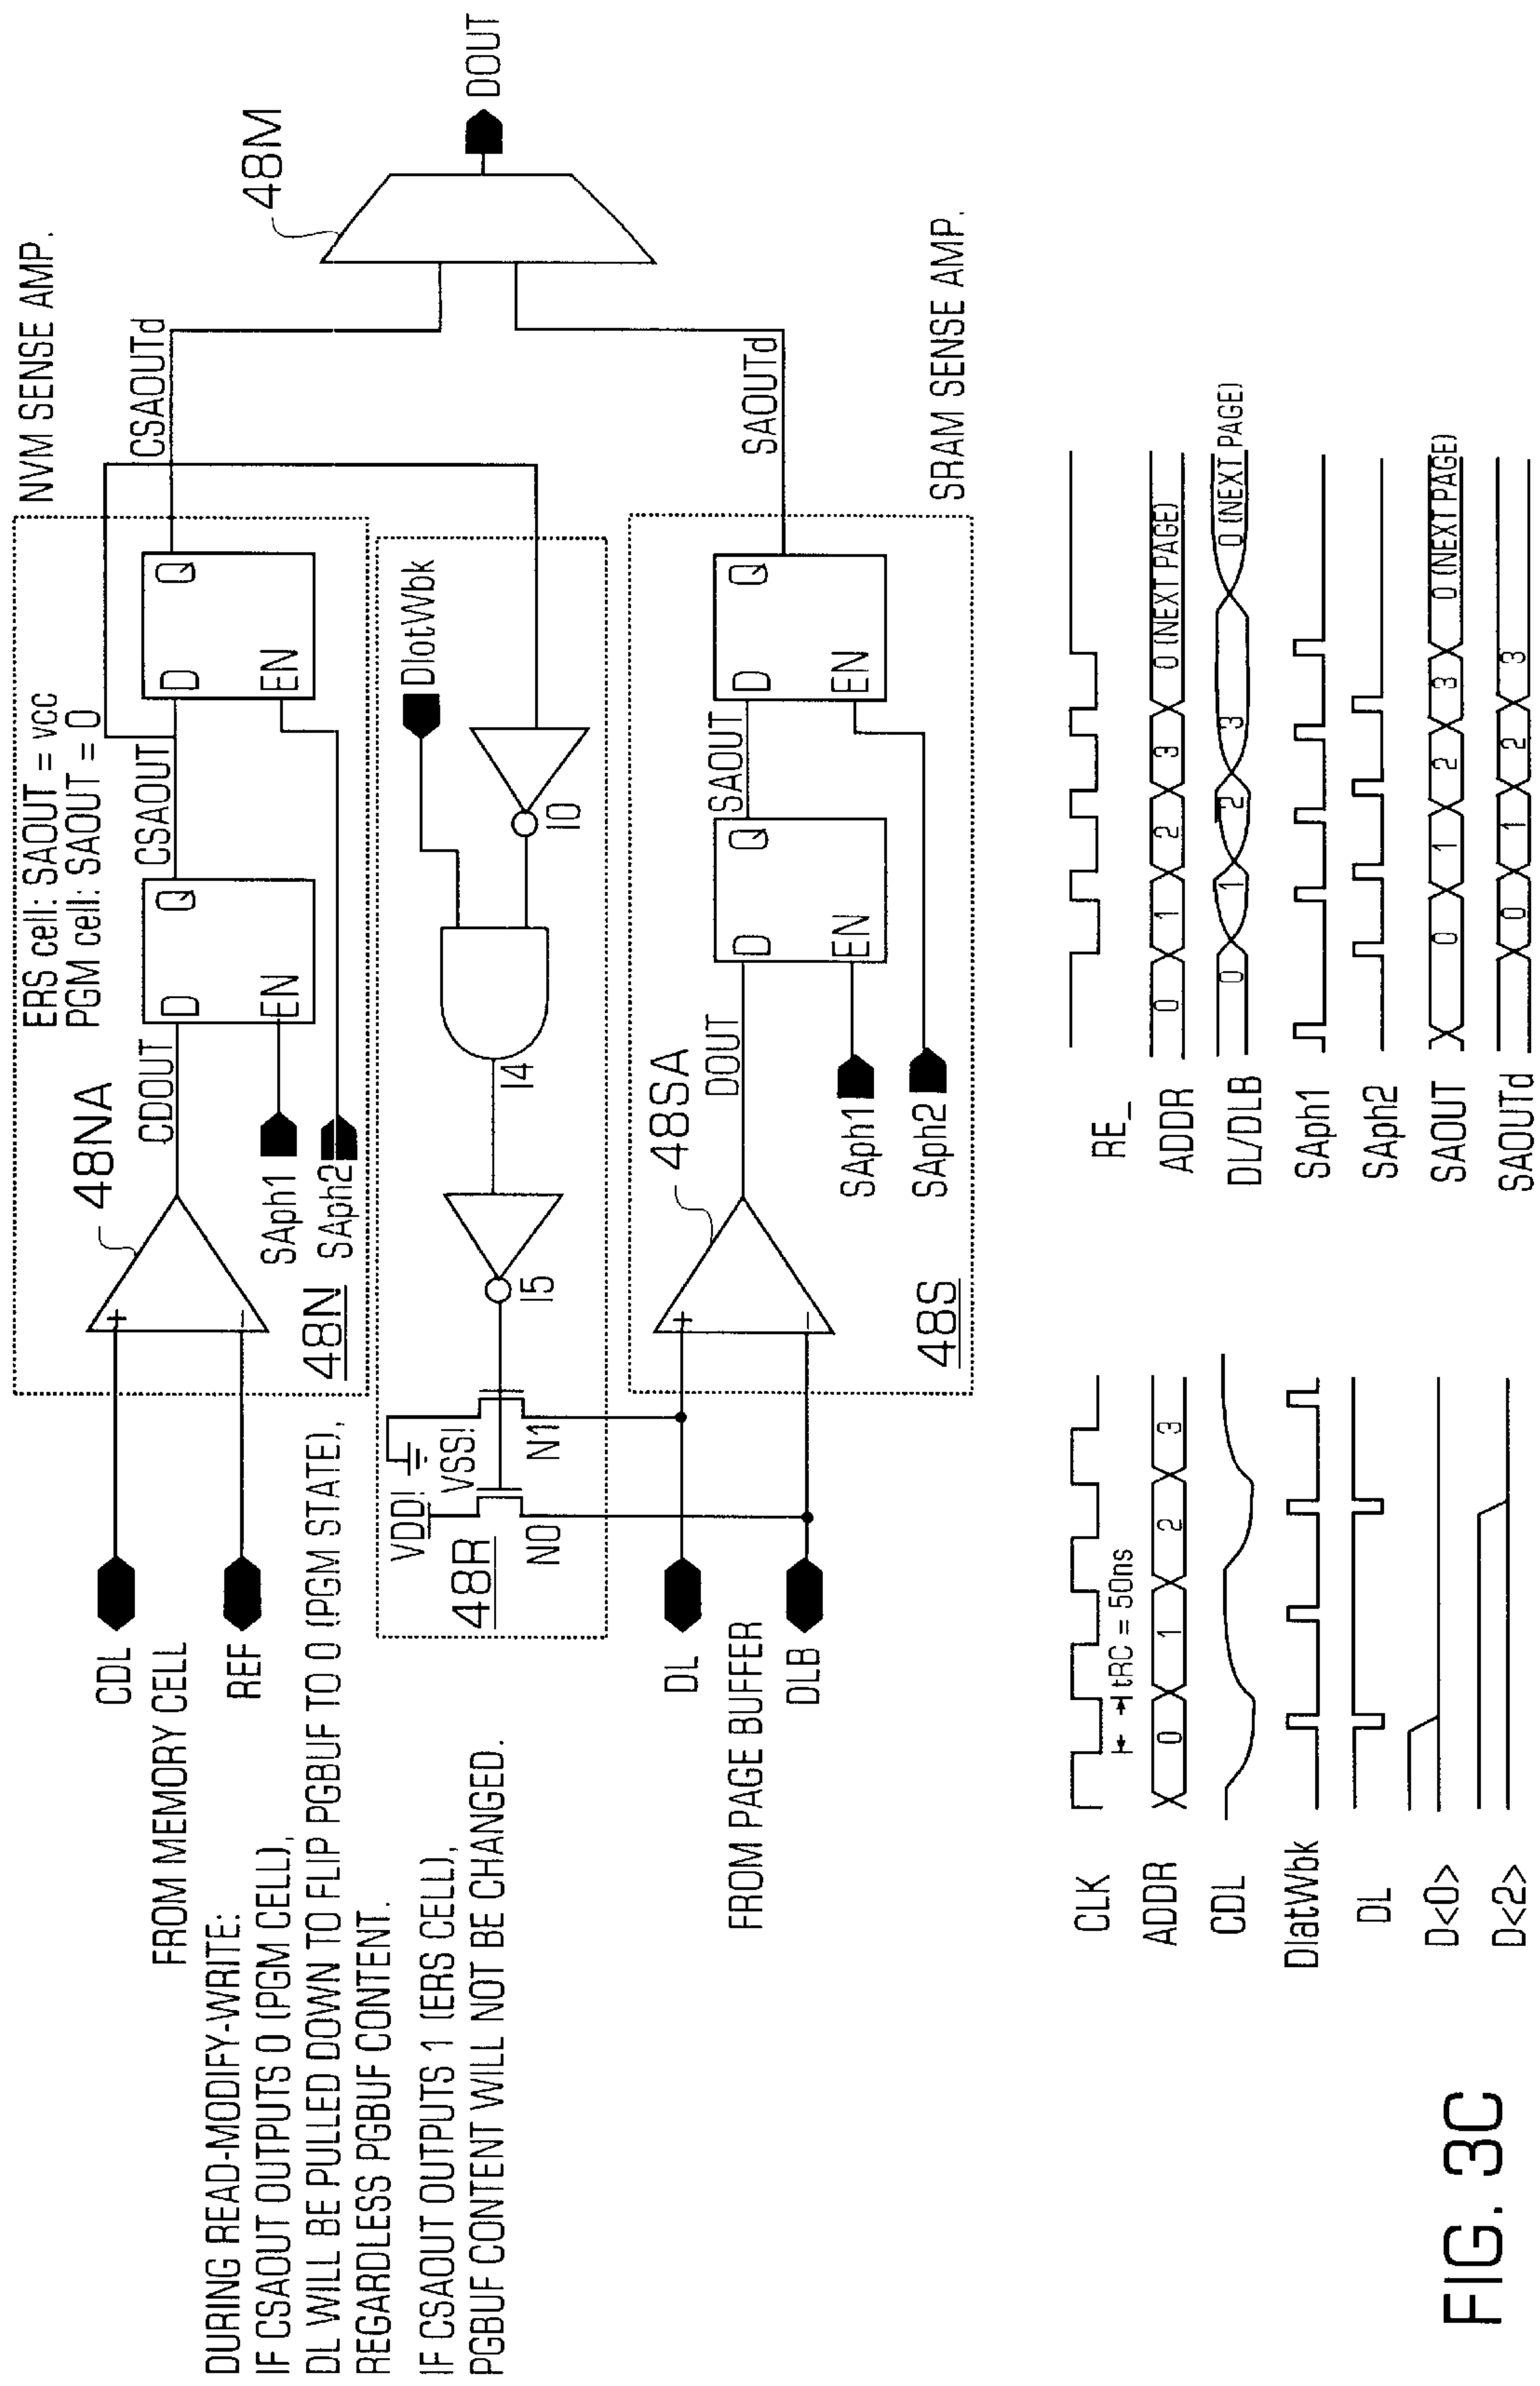 NVM SENSE AMP.
ERS cell: SAOUT = vcc
PGM cell: SAOUT = 0
48NA
CDOUT
CSAOUT
CSAOUTd
D
Q
EN
D
Q
EN
SAph1
SAph2
48N
CDL
FROM MEMORY CELL
REF
48M
DOUT
DURING READ-MODIFY-WRITE:
IF CSAOUT OUTPUTS 0 (PGM CELL),
DL WILL BE PULLED DOWN TO FLIP PGBUF TO 0 (PGM STATE),
REGARDLESS PGBUF CONTENT.
IF CSAOUT OUTPUTS 1 (ERS CELL),
PGBUF CONTENT WILL NOT BE CHANGED.
VDD!
VSS!
48R
N0
N1
I5
I4
I0
DlotWbk
DL
FROM PAGE BUFFER
DLB
48SA
DOUT
SAOUT
SAOUTd
D
Q
EN
D
Q
EN
SAph1
SAph2
48S
SRAM SENSE AMP.
CLK
tRC = 50ns
ADDR 0 1 2 3
CDL
DlatWbk
DL
D<0>
D<2>
RE_
ADDR 0 1 2 3 0 (NEXT PAGE)
DL/DLB 0 1 2 3 0 (NEXT PAGE)
SAph1
SAph2
SAOUT 0 1 2 3 0 (NEXT PAGE)
SAOUTd 0 1 2 3
FIG. 3C